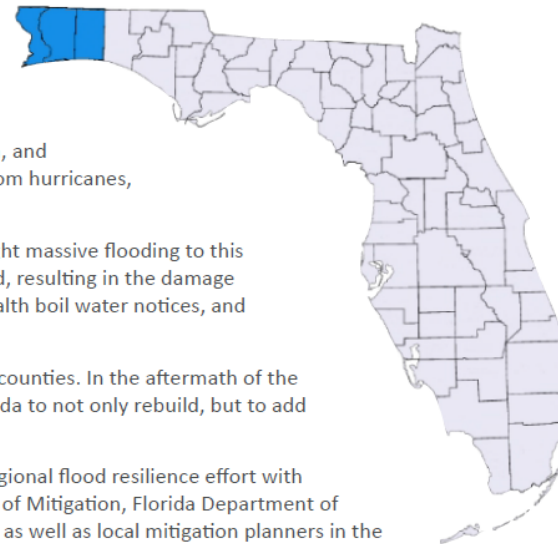 , and
om hurricanes,
ht massive flooding to this
d, resulting in the damage
alth boil water notices, and
counties. In the aftermath of the
da to not only rebuild, but to add
gional flood resilience effort with
of Mitigation, Florida Department of
as well as local mitigation planners in the